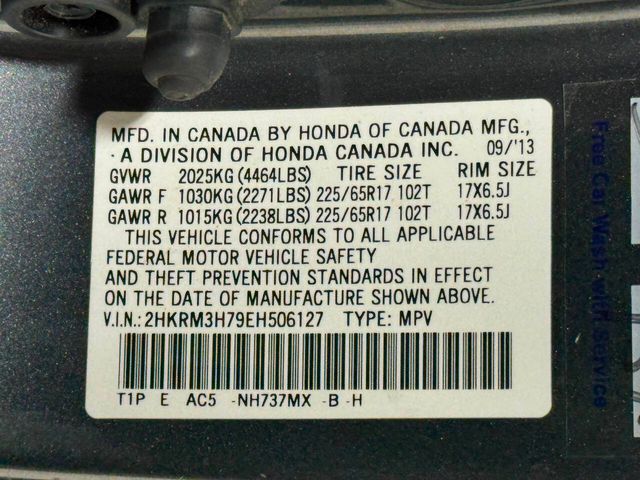 MFD. IN CANADA BY HONDA OF CANADA MFG.,
· A DIVISION OF HONDA CANADA INC. 09/'13
GVWR 2025KG (4464LBS) TIRE SIZE RIM SIZE
GAWR F 1030KG (2271LBS) 225/65R17 102T 17X6.5J
GAWR R 1015KG (2238LBS) 225/65R17 102T 17X6.5J
THIS VEHICLE CONFORMS TO ALL APPLICABLE
FEDERAL MOTOR VEHICLE SAFETY
AND THEFT PREVENTION STANDARDS IN EFFECT
ON THE DATE OF MANUFACTURE SHOWN ABOVE.
V.I.N.: 2HKRM3H79EH506127 TYPE: MPV
T1P E AC5 -NH737MX -B -H
Free Car Wash with Service